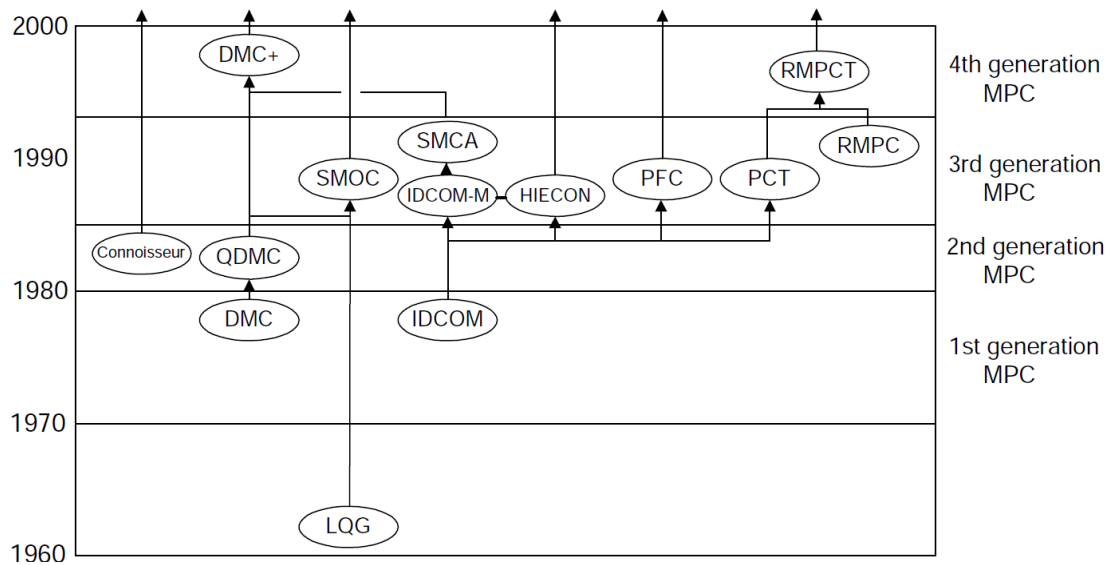 2000
DMC+
RMPCT
4th generation
MPC
SMCA
RMPC
1990
SMOC
IDCOM-M
HIECON
PFC
PCT
3rd generation
MPC
Connoisseur
QDMC
2nd generation
MPC
1980
DMC
IDCOM
1st generation
MPC
1970
LQG
1960